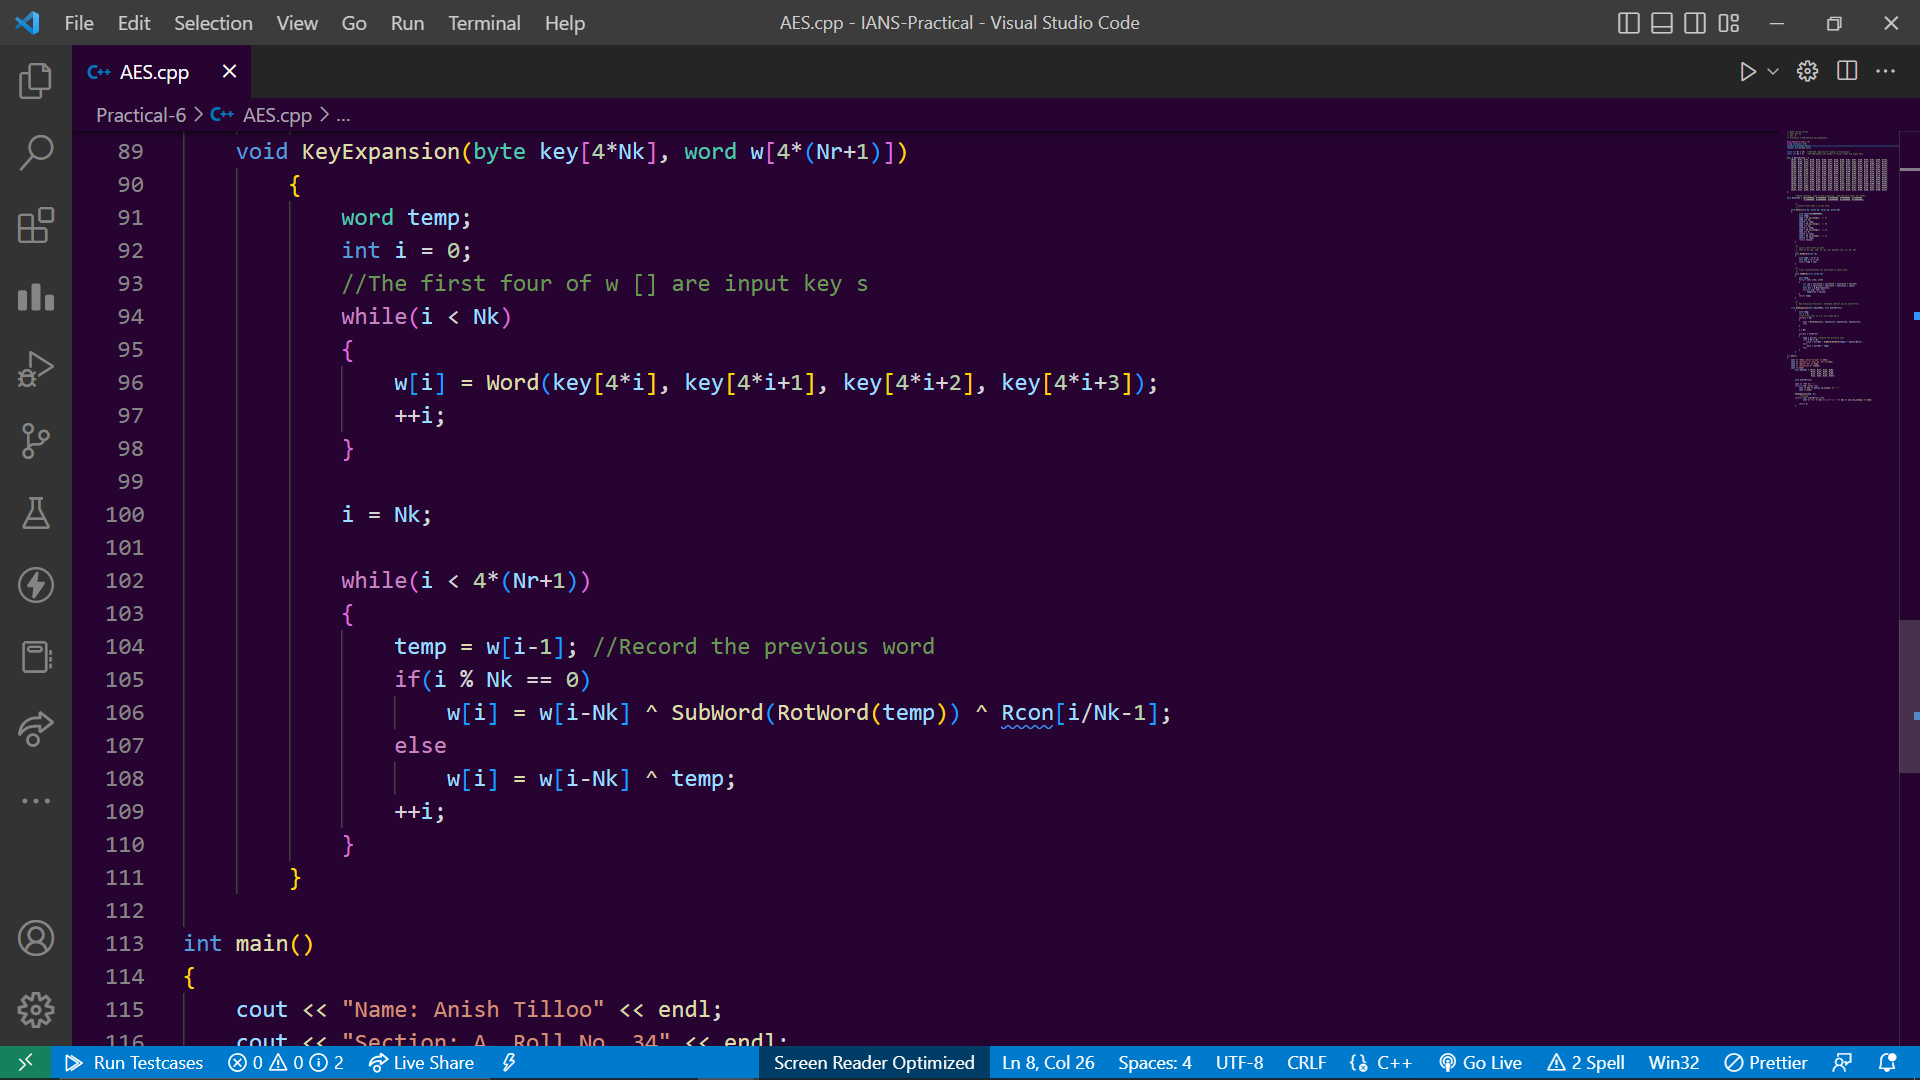 File Edit Selection View Go Run Terminal Help AES.cpp - IANS-Practical - Visual Studio Code
C++ AES.cpp
Practical-6 > C++ AES.cpp > ...
89 void KeyExpansion(byte key[4*Nk], word w[4*(Nr+1)])
90 {
91 word temp;
92 int i = 0;
93 //The first four of w [] are input key s
94 while(i < Nk)
95 {
96 w[i] = Word(key[4*i], key[4*i+1], key[4*i+2], key[4*i+3]);
97 ++i;
98 }
99
100 i = Nk;
101
102 while(i < 4*(Nr+1))
103 {
104 temp = w[i-1]; //Record the previous word
105 if(i % Nk == 0)
106 w[i] = w[i-Nk] ^ SubWord(RotWord(temp)) ^ Rcon[i/Nk-1];
107 else
108 w[i] = w[i-Nk] ^ temp;
109 ++i;
110 }
111 }
112
113 int main()
114 {
115 cout << "Name: Anish Tilloo" << endl;
116 cout << "Section: A Roll No. 34" << endl;
Run Testcases 0 0 2 Live Share Screen Reader Optimized Ln 8, Col 26 Spaces: 4 UTF-8 CRLF C++ Go Live 2 Spell Win32 Prettier